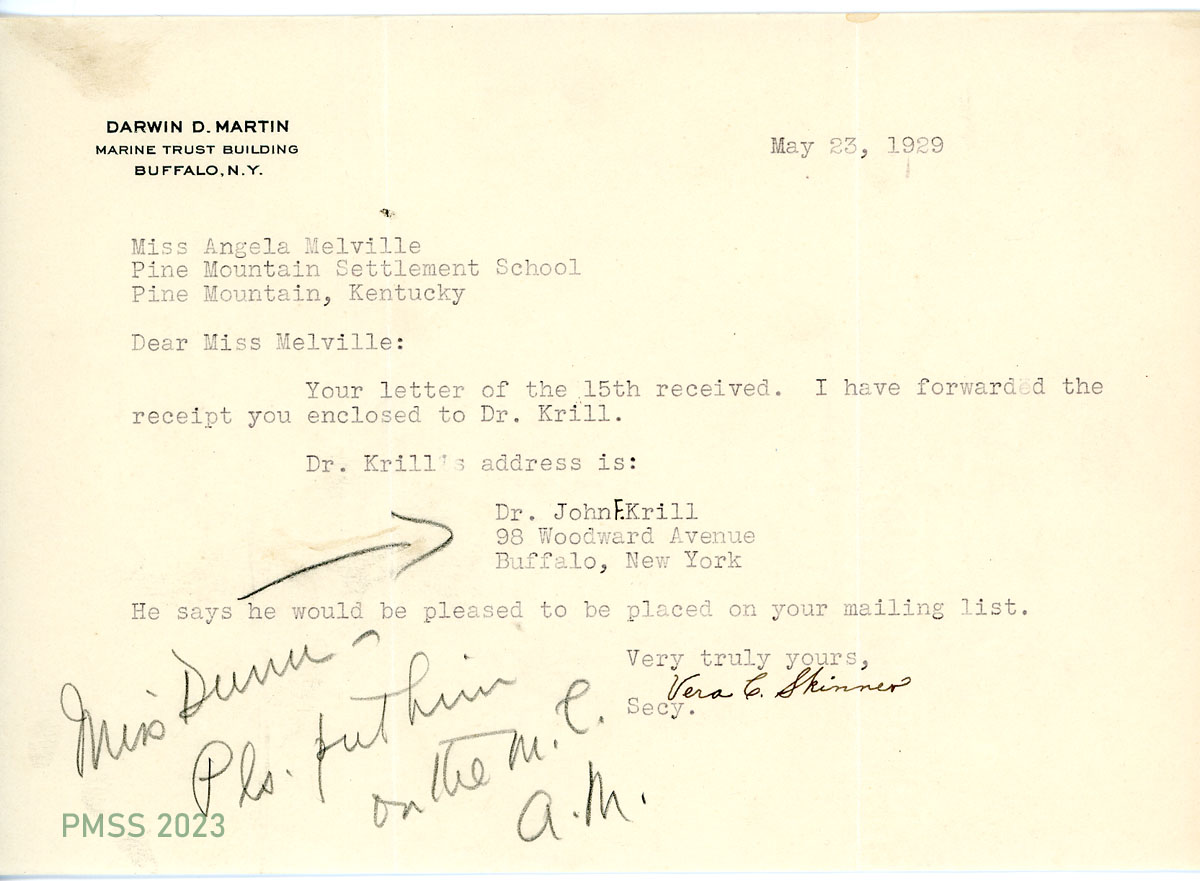 DARWIN D. MARTIN
MARINE TRUST BUILDING
BUFFALO, N.Y.
May 23, 1929
Miss Angela Melville
Pine Mountain Settlement School
Pine Mountain, Kentucky
Dear Miss Melville:
Your letter of the 15th received. I have forwarded the
receipt you enclosed to Dr. Krill.
Dr. Krill's address is:
Dr. John F. Krill
98 Woodward Avenue
Buffalo, New York
He says he would be pleased to be placed on your mailing list.
Very truly yours,
Vera C. Skinner
Secy.
Miss Dunn -
Pls. put him
on the M. L.
A.M.
PMSS 2023